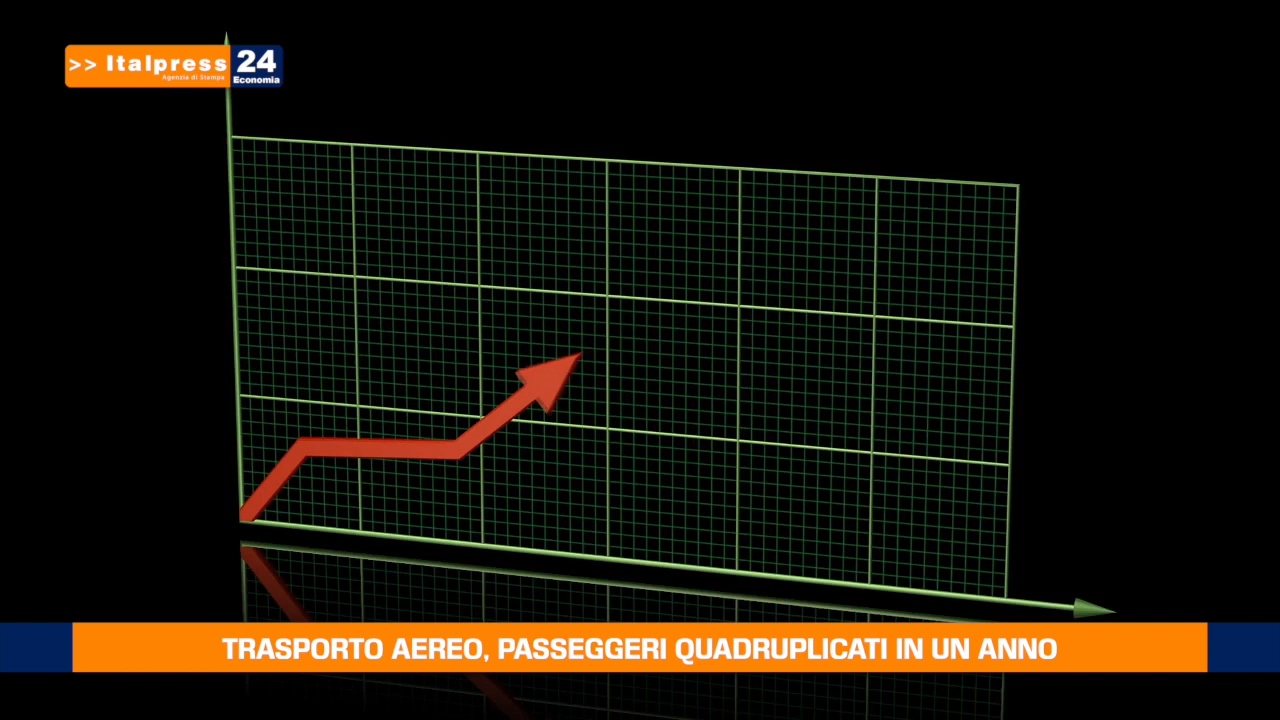 >> Italpress 24
Agenzia di Stampa Economia
TRASPORTO AEREO, PASSEGGERI QUADRUPLICATI IN UN ANNO